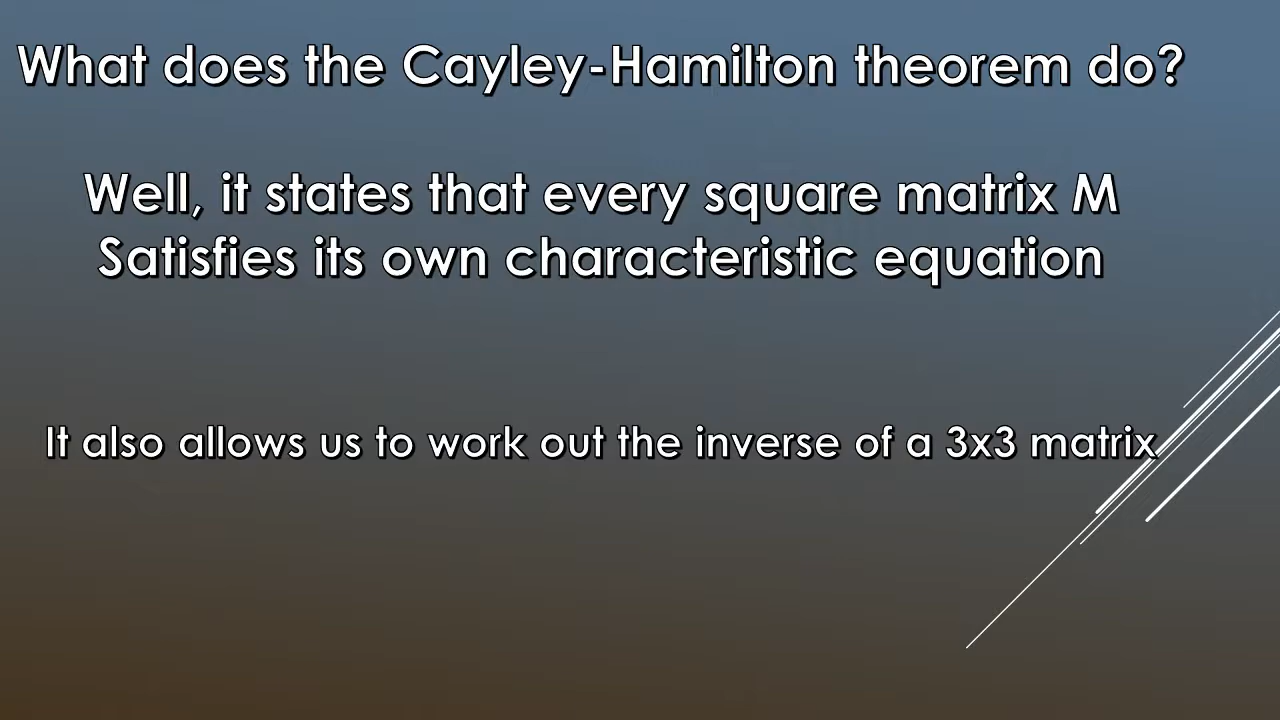 What does the Cayley-Hamilton theorem do?
Well, it states that every square matrix M
Satisfies its own characteristic equation
It also allows us to work out the inverse of a 3x3 matrix